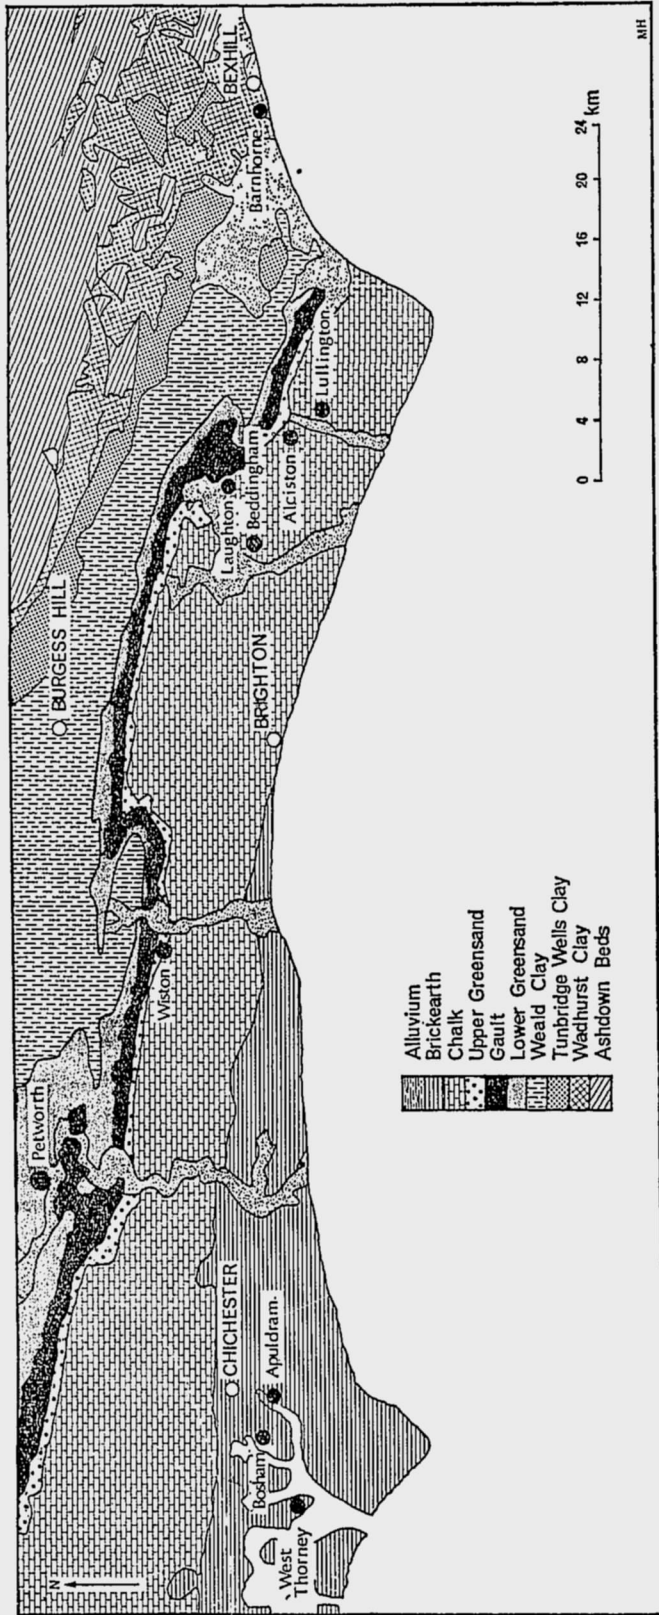 N
Petworth
BURGESS HILL
BEXHILL
Barnhorne
Wiston
Laughton
Beddingham
Alciston
Lullington
CHICHESTER
BRIGHTON
Bosham
Apuldram
West
Thorney
Alluvium
Brickearth
Chalk
Upper Greensand
Gault
Lower Greensand
Weald Clay
Tunbridge Wells Clay
Wadhurst Clay
Ashdown Beds
0 4 8 12 16 20 24 km
MH